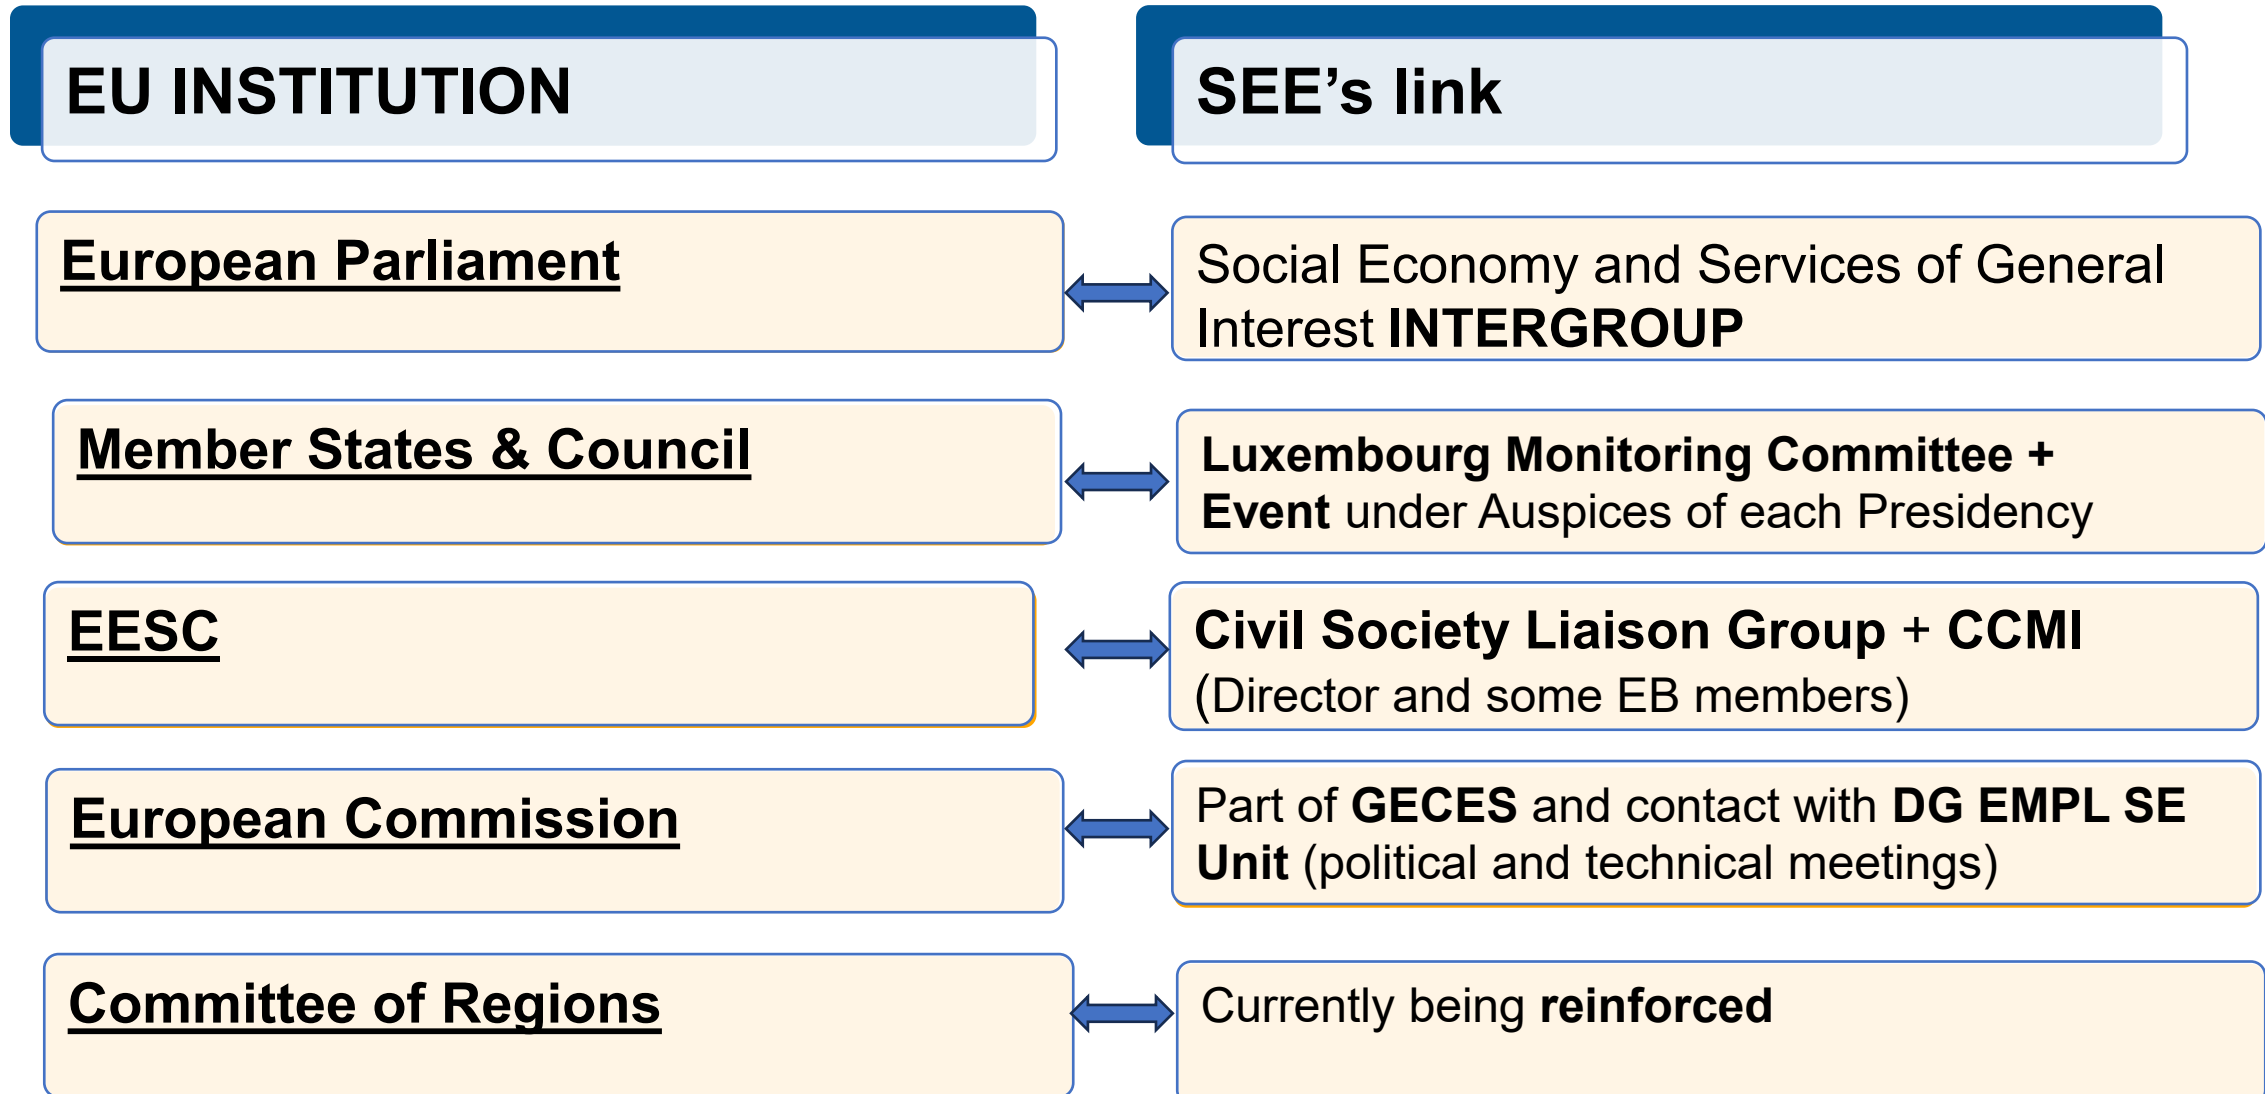 EU INSTITUTION
SEE’s link
European Parliament
Social Economy and Services of General
Interest INTERGROUP
Member States & Council
Luxembourg Monitoring Committee +
Event under Auspices of each Presidency
EESC
Civil Society Liaison Group + CCMI
(Director and some EB members)
European Commission
Part of GECES and contact with DG EMPL SE
Unit (political and technical meetings)
Committee of Regions
Currently being reinforced